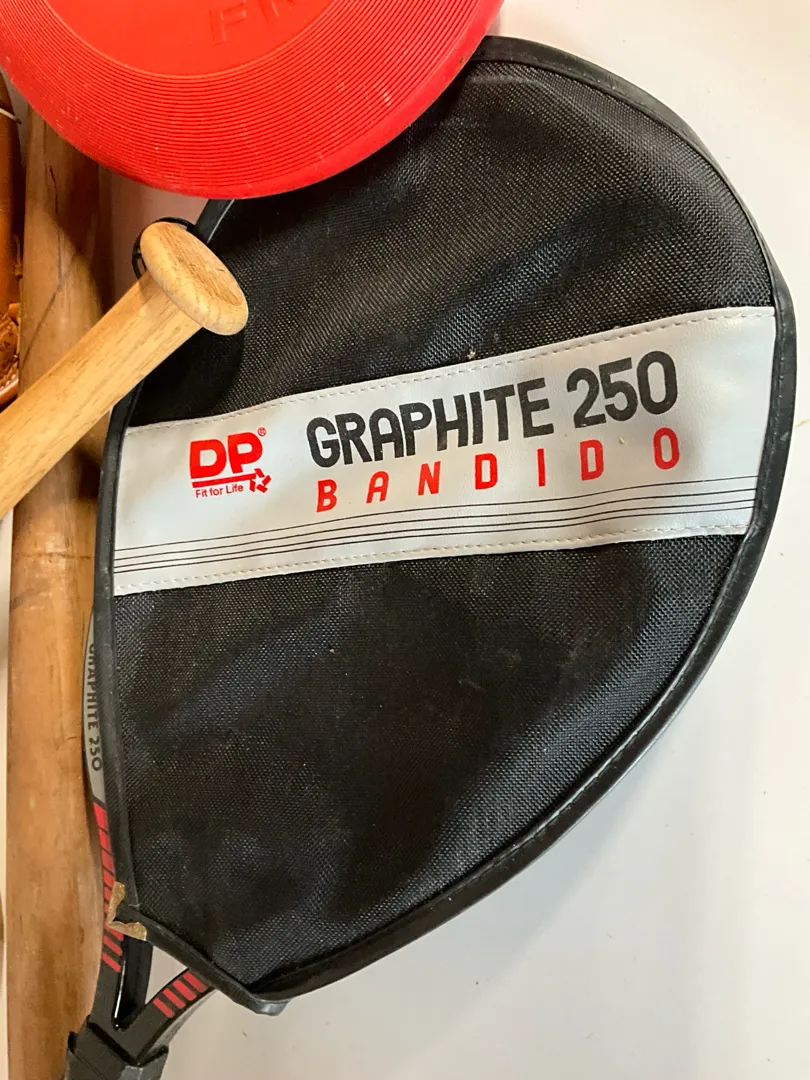 DP®
Fit for Life
GRAPHITE 250
BANDIDO
GRAPHITE 250